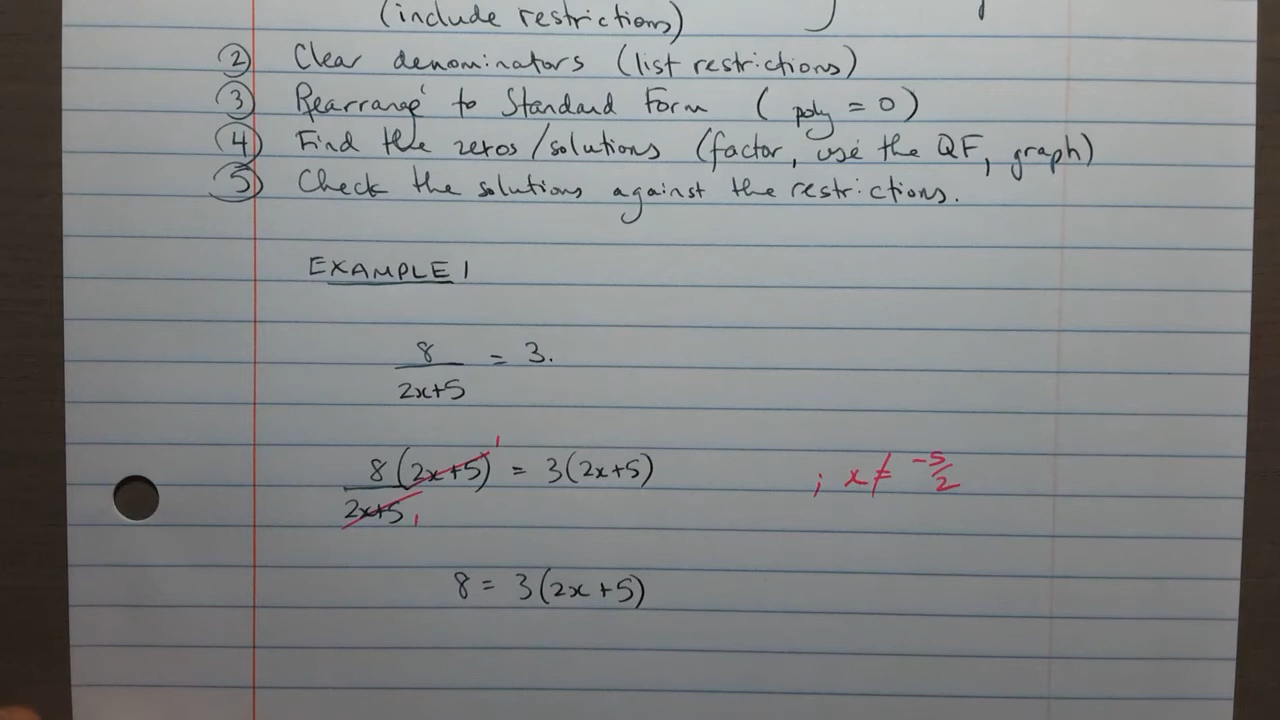 (include restrictions)
② Clear denominators (list restrictions)
③ Rearrange to Standard Form ( poly = 0 )
④ Find the zeros/solutions (factor, use the QF, graph)
⑤ Check the solutions against the restrictions.
EXAMPLE 1
8/(2x+5) = 3.
8(2x+5)/(2x+5) = 3(2x+5) ; x ≠ -5/2
1
1
8 = 3(2x+5)